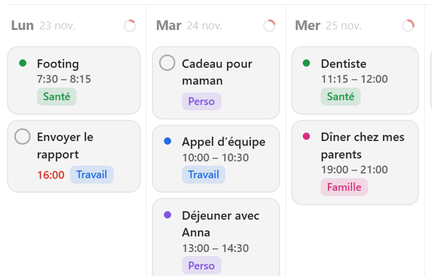 Lun 23 nov.
Footing
7:30 – 8:15
Santé
Envoyer le
rapport
16:00 Travail
Mar 24 nov.
Cadeau pour
maman
Perso
Appel d'équipe
10:00 – 10:30
Travail
Déjeuner avec
Anna
13:00 – 14:30
Perso
Mer 25 nov.
Dentiste
11:15 – 12:00
Santé
Dîner chez mes
parents
19:00 – 21:00
Famille